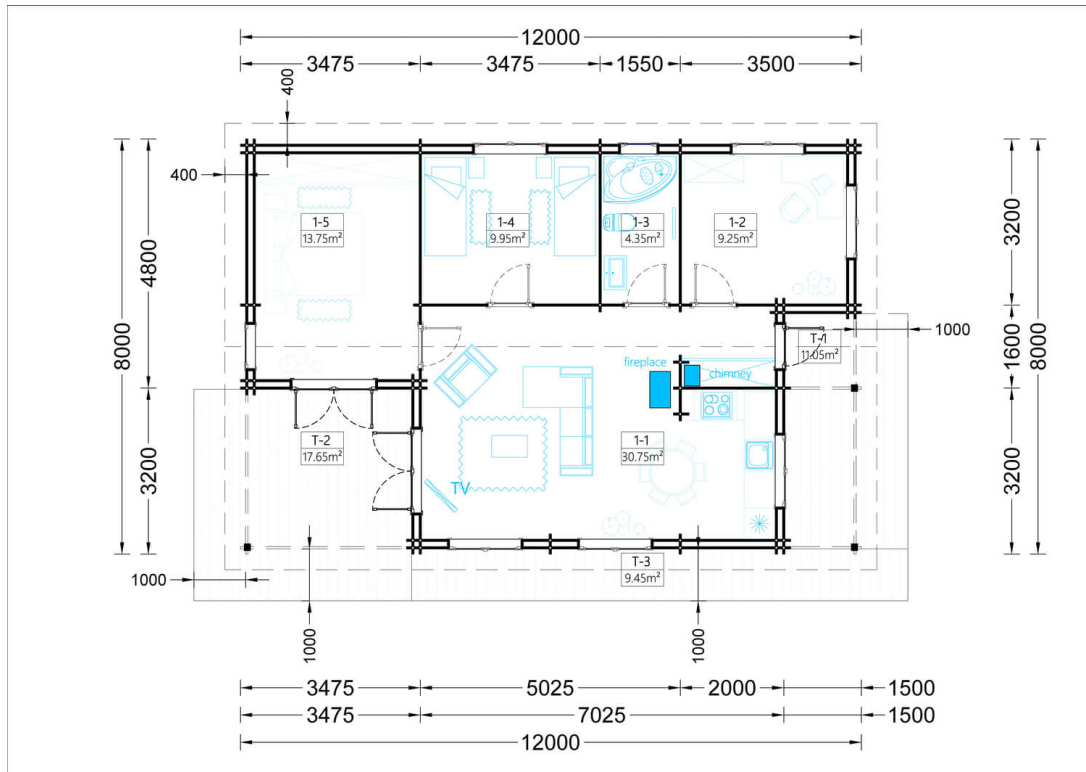 12000
3475
3475
1550
3500
400
400
8000
4800
3200
3200
1600
3200
8000
1-5
13.75m²
1-4
9.95m²
1-3
4.35m²
1-2
9.25m²
T-1
11.05m²
1000
fireplace
chimney
T-2
17.65m²
1-1
30.75m²
TV
T-3
9.45m²
1000
1000
1000
3475
5025
2000
1500
3475
7025
1500
12000